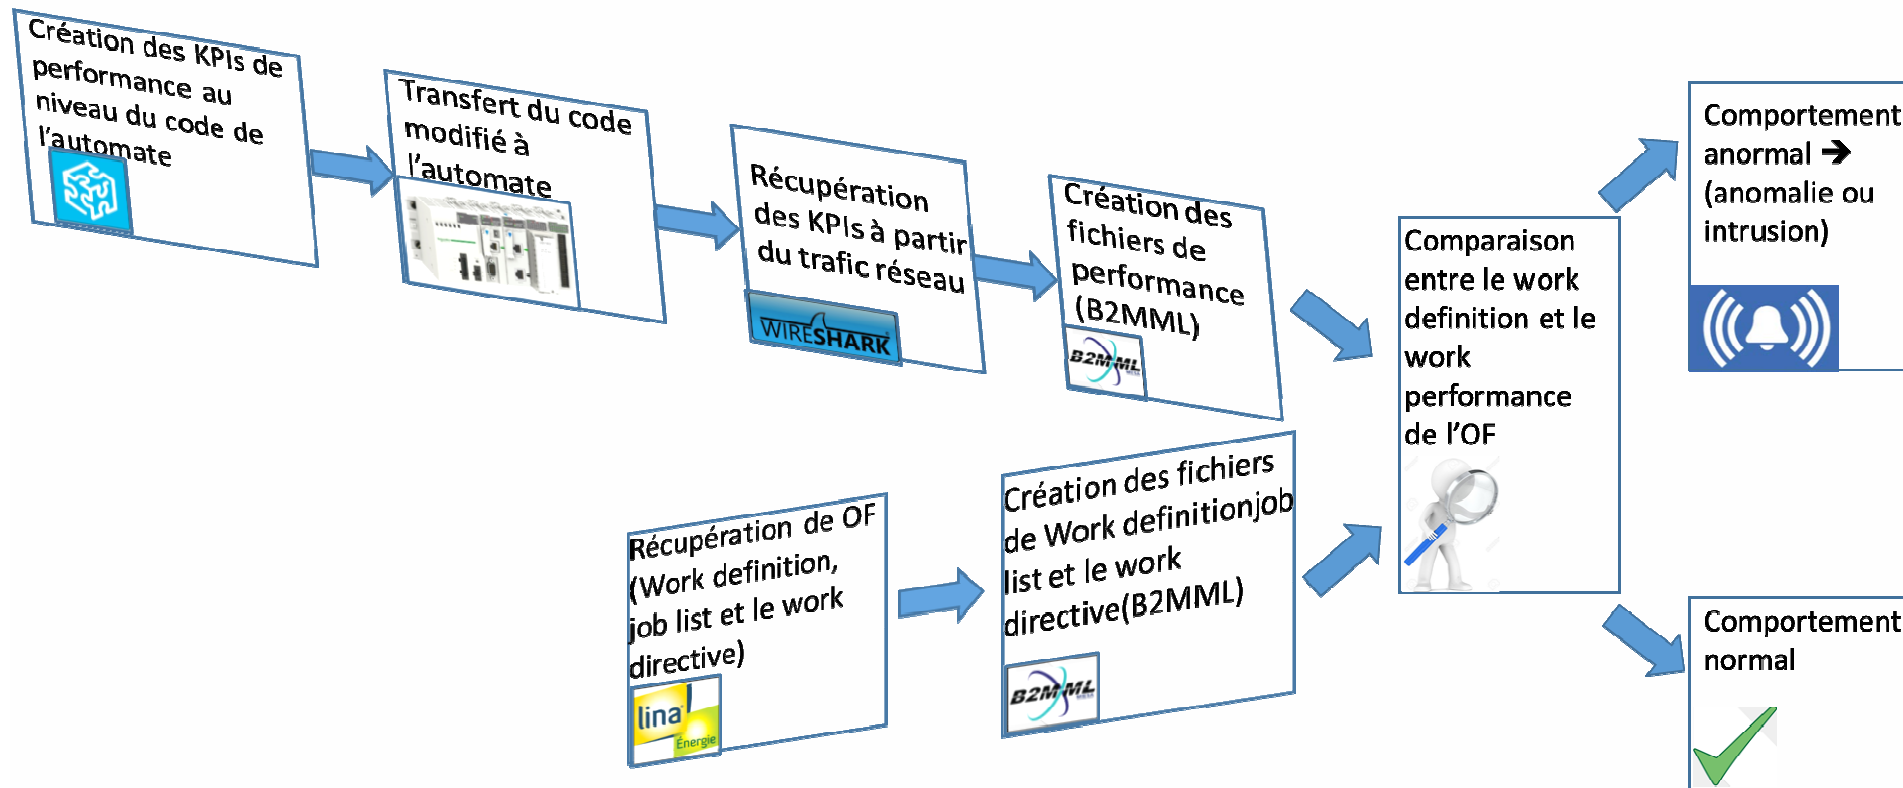 Création des KPIs de
performance au
niveau du code de
l'automate
Transfert du code
modifié à
l'automate
Récupération
des KPIs à partir
du trafic réseau
WIRESHARK
Création des
fichiers de
performance
(B2MML)
B2MML
Récupération de OF
(Work definition,
job list et le work
directive)
lina
Énergie
Création des fichiers
de Work definitionjob
list et le work
directive(B2MML)
B2MML
Comparaison
entre le work
definition et le
work
performance
de l'OF
Comportement
anormal ➔
(anomalie ou
intrusion)
Comportement
normal